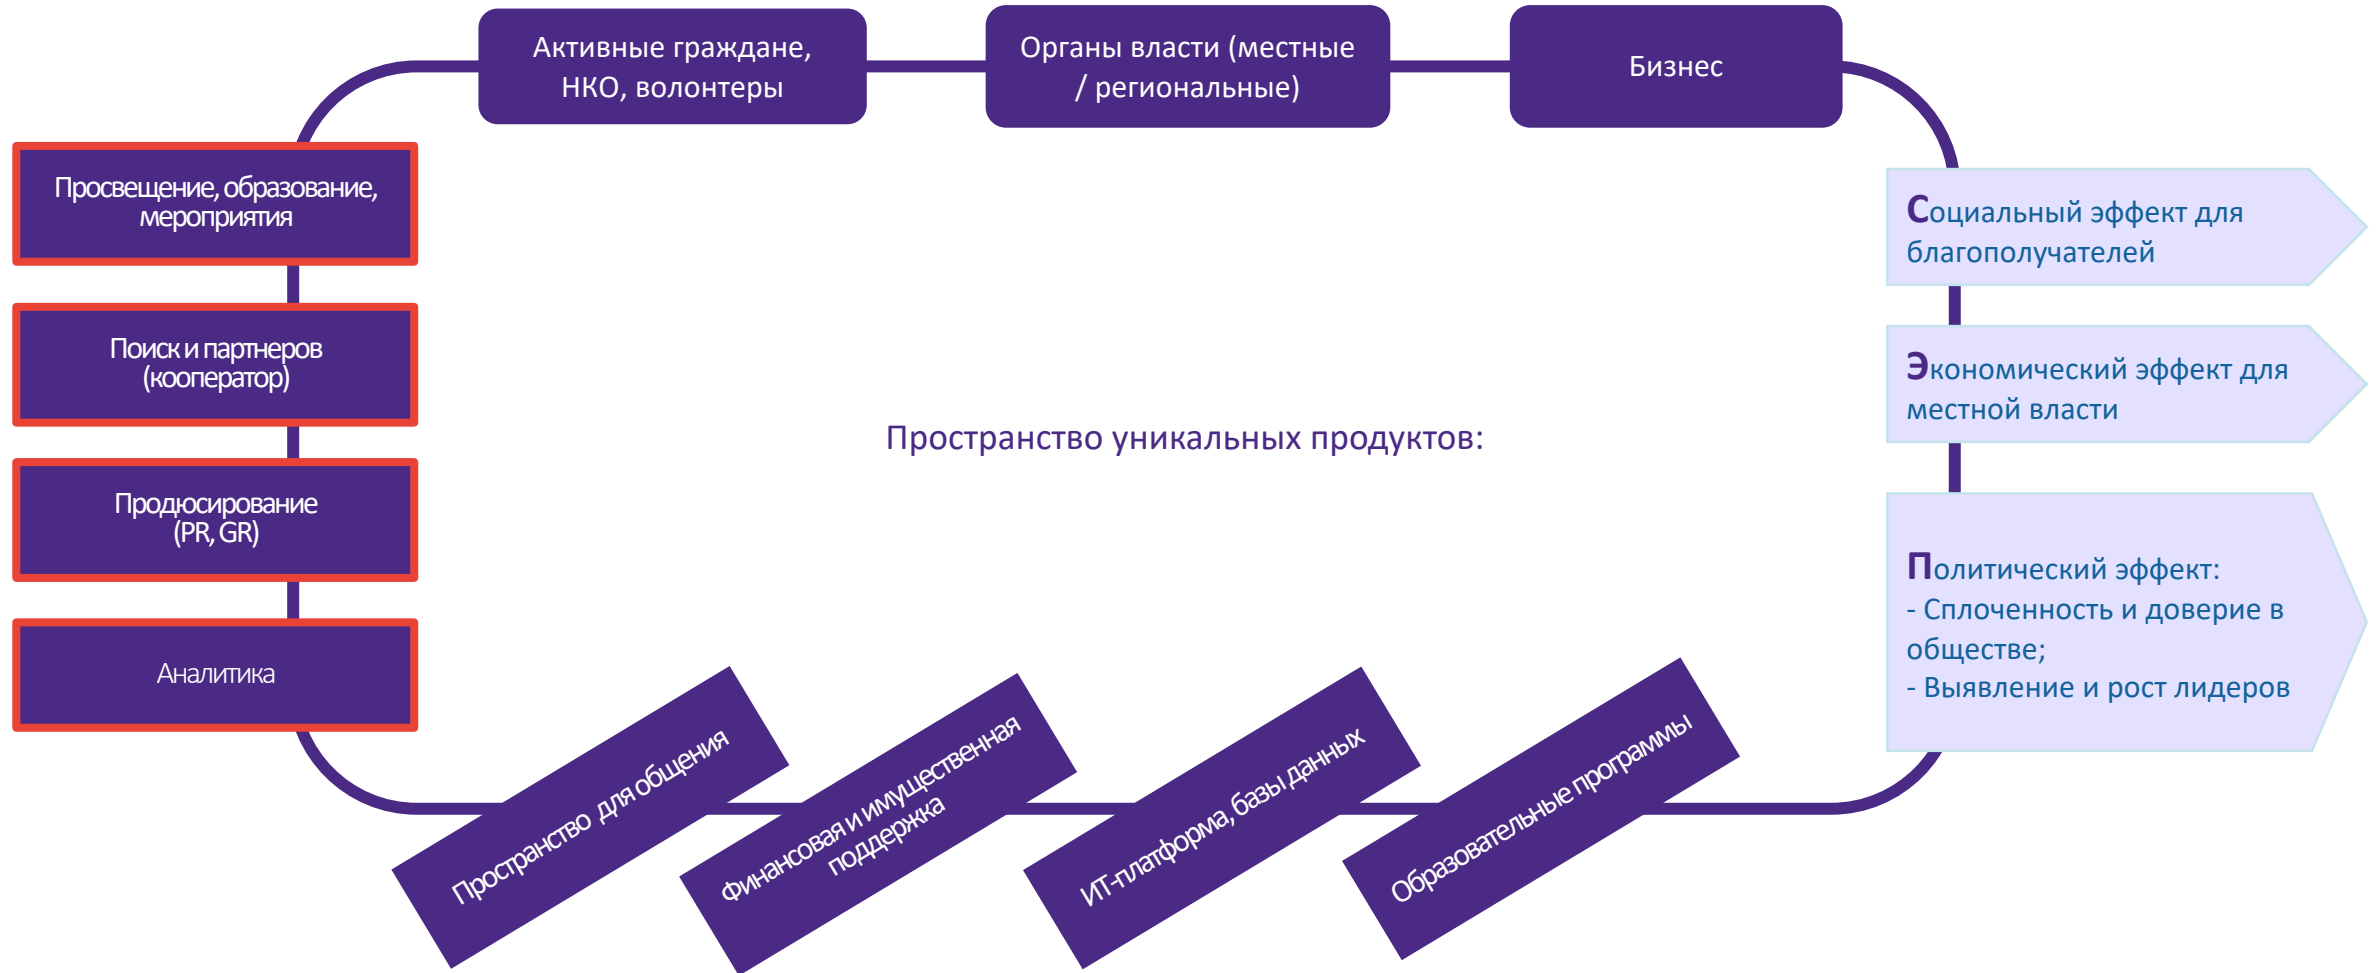 Активные граждане,
НКО, волонтеры
Органы власти (местные
/ региональные)
Бизнес
Просвещение, образование,
мероприятия
Поиск и партнеров
(кооператор)
Продюсирование
(PR, GR)
Аналитика
Пространство уникальных продуктов:
Социальный эффект для
благополучателей
Экономический эффект для
местной власти
Политический эффект:
- Сплоченность и доверие в
обществе;
- Выявление и рост лидеров
Пространство для общения
Финансовая и имущественная
поддержка
ИТ-платформа, базы данных
Образовательные программы